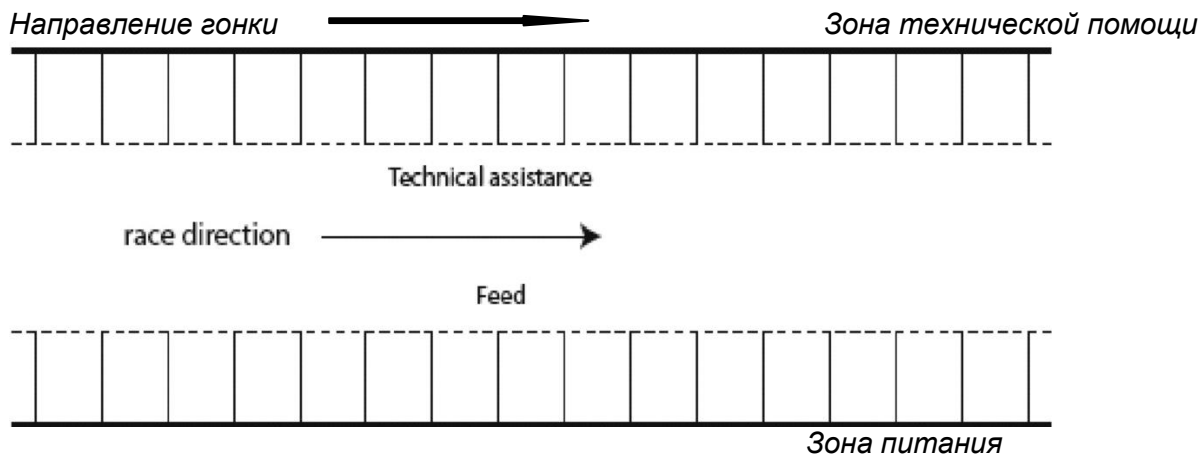 Направление гонки
Зона технической помощи
Technical assistance
race direction
Feed
Зона питания